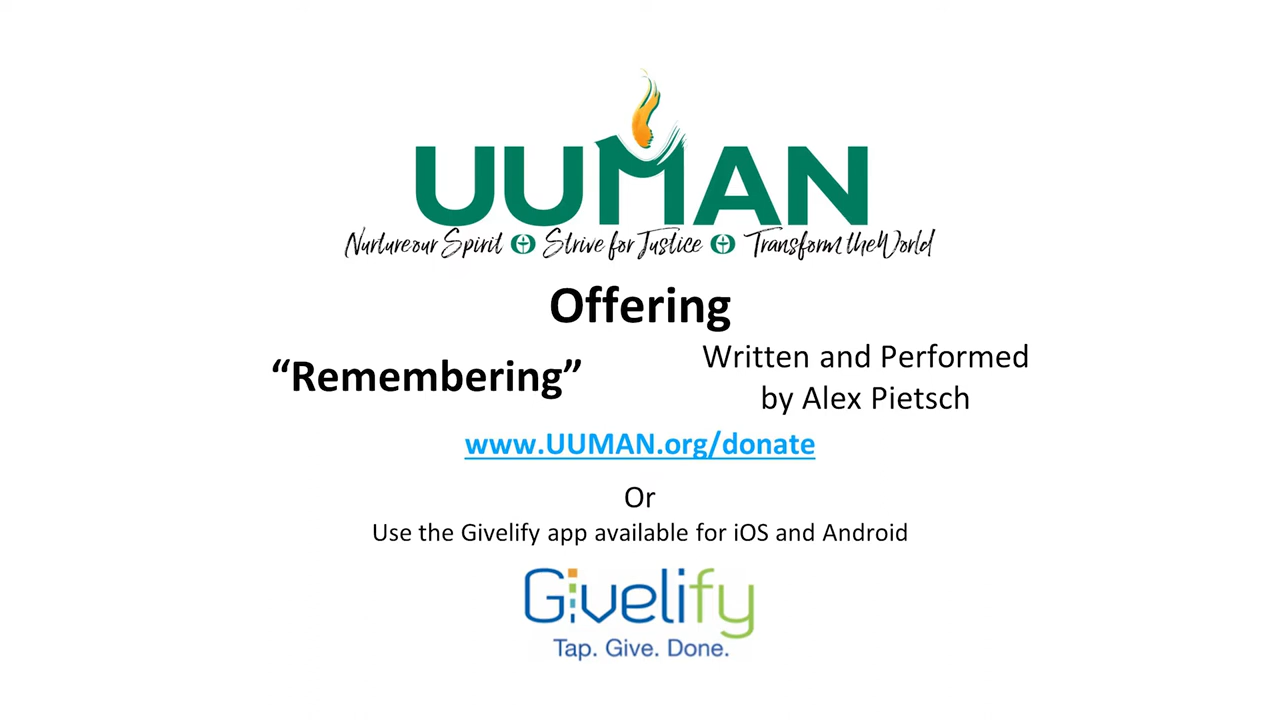 UUMAN
Nurture our Spirit Strive for Justice Transform the World
Offering
“Remembering”
Written and Performed
by Alex Pietsch
www.UUMAN.org/donate
Or
Use the Givelify app available for iOS and Android
Givelify
Tap. Give. Done.